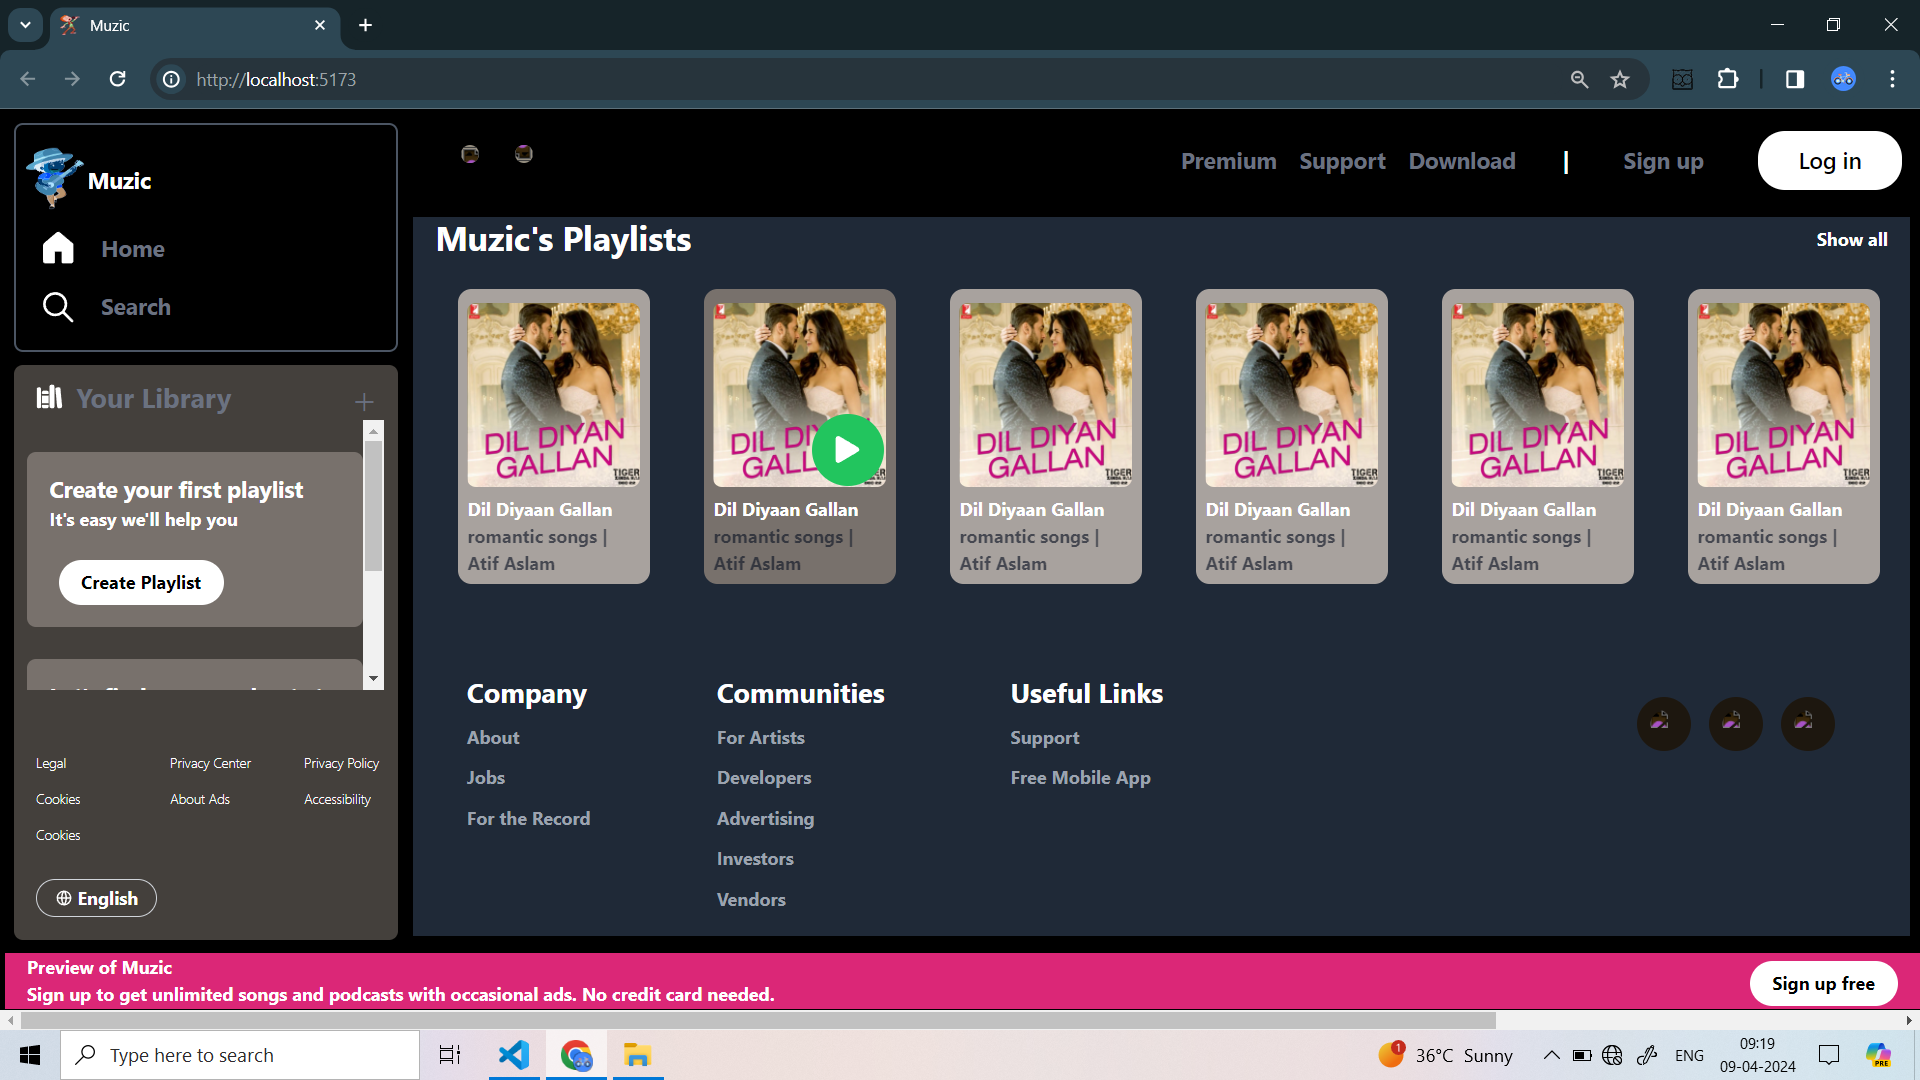 Muzic
http://localhost:5173
Muzic
Home
Search
Premium Support Download | Sign up Log in
Your Library
Create your first playlist
It's easy we'll help you
Create Playlist
Legal Privacy Center Privacy Policy
Cookies About Ads Accessibility
Cookies
English
Muzic's Playlists
Show all
DIL DIYAN GALLAN
TIGER
Dil Diyaan Gallan
romantic songs |
Atif Aslam
DIL DIYAN GALLAN
TIGER
Dil Diyaan Gallan
romantic songs |
Atif Aslam
DIL DIYAN GALLAN
TIGER
Dil Diyaan Gallan
romantic songs |
Atif Aslam
DIL DIYAN GALLAN
TIGER
Dil Diyaan Gallan
romantic songs |
Atif Aslam
DIL DIYAN GALLAN
TIGER
Dil Diyaan Gallan
romantic songs |
Atif Aslam
DIL DIYAN GALLAN
TIGER
Dil Diyaan Gallan
romantic songs |
Atif Aslam
Company
About
Jobs
For the Record
Communities
For Artists
Developers
Advertising
Investors
Vendors
Useful Links
Support
Free Mobile App
Preview of Muzic
Sign up to get unlimited songs and podcasts with occasional ads. No credit card needed.
Sign up free
Type here to search
1
36°C Sunny
ENG
09:19
09-04-2024
PRE